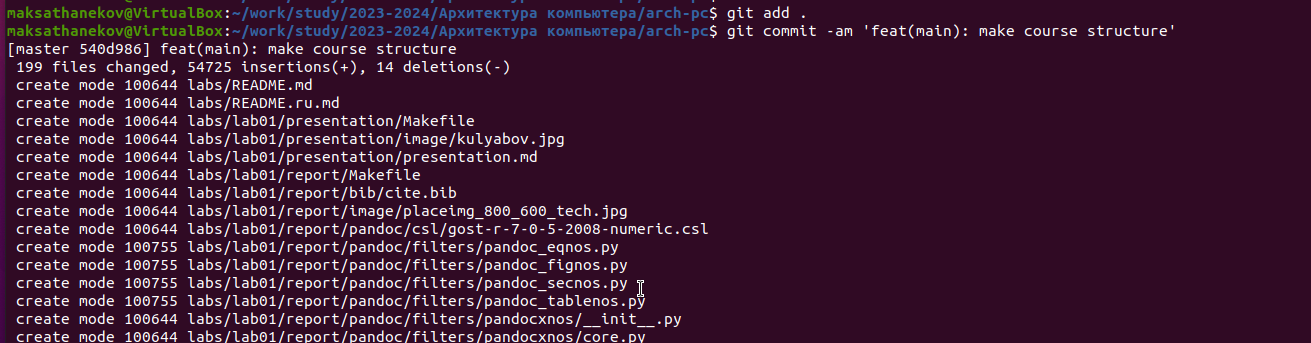 maksathanekov@VirtualBox:~/work/study/2023-2024/Архитектура компьютера/arch-pc$ git add .
maksathanekov@VirtualBox:~/work/study/2023-2024/Архитектура компьютера/arch-pc$ git commit -am 'feat(main): make course structure'
[master 540d986] feat(main): make course structure
 199 files changed, 54725 insertions(+), 14 deletions(-)
 create mode 100644 labs/README.md
 create mode 100644 labs/README.ru.md
 create mode 100644 labs/lab01/presentation/Makefile
 create mode 100644 labs/lab01/presentation/image/kulyabov.jpg
 create mode 100644 labs/lab01/presentation/presentation.md
 create mode 100644 labs/lab01/report/Makefile
 create mode 100644 labs/lab01/report/bib/cite.bib
 create mode 100644 labs/lab01/report/image/placeimg_800_600_tech.jpg
 create mode 100644 labs/lab01/report/pandoc/csl/gost-r-7-0-5-2008-numeric.csl
 create mode 100755 labs/lab01/report/pandoc/filters/pandoc_eqnos.py
 create mode 100755 labs/lab01/report/pandoc/filters/pandoc_fignos.py
 create mode 100755 labs/lab01/report/pandoc/filters/pandoc_secnos.py
 create mode 100755 labs/lab01/report/pandoc/filters/pandoc_tablenos.py
 create mode 100644 labs/lab01/report/pandoc/filters/pandocxnos/__init__.py
 create mode 100644 labs/lab01/report/pandoc/filters/pandocxnos/core.py